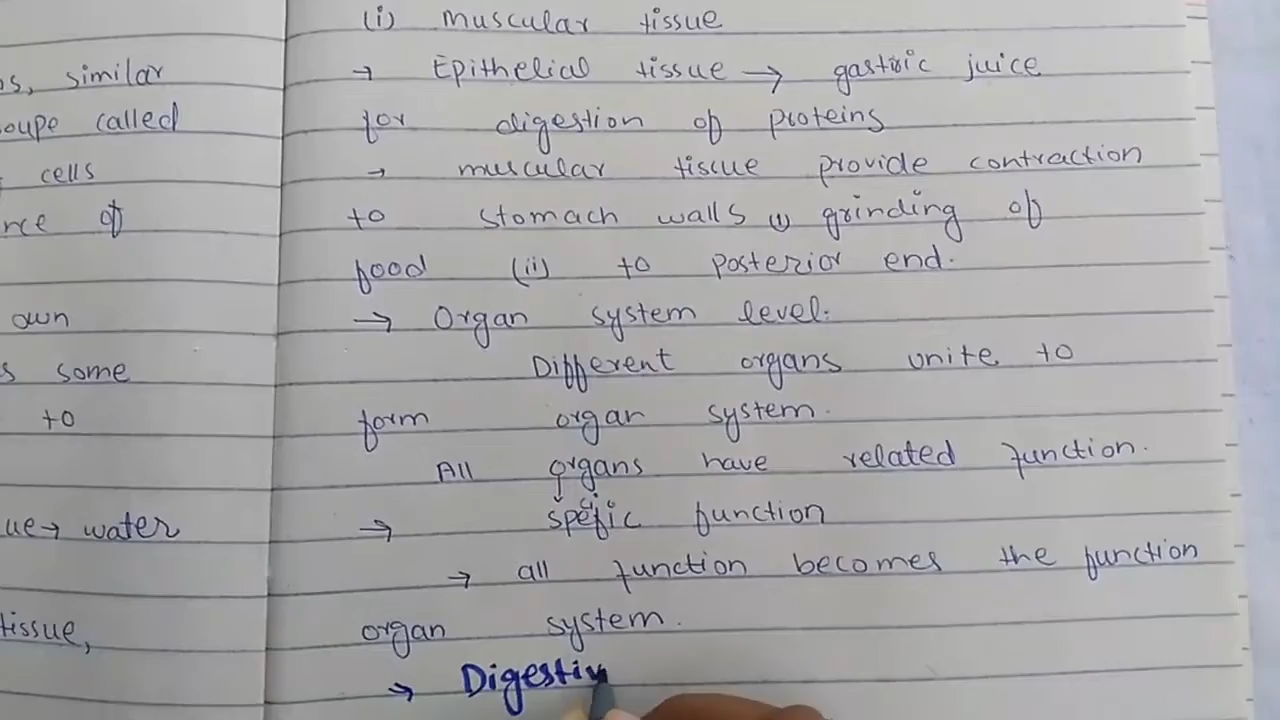 (i) muscular tissue
s, similar
→ Epithelial tissue → gastric juice
oupe called
for digestion of proteins
cells
→ muscular tissue provide contraction
nce of
to stomach walls (i) grinding of
food (ii) to posterior end.
own
→ Organ system level:
s some
Different organs unite to
to
form organ system.
All organs have related function.
ue→ water
→ spefic ci function
→ all function becomes the function
tissue,
organ system.
→ Digestiv